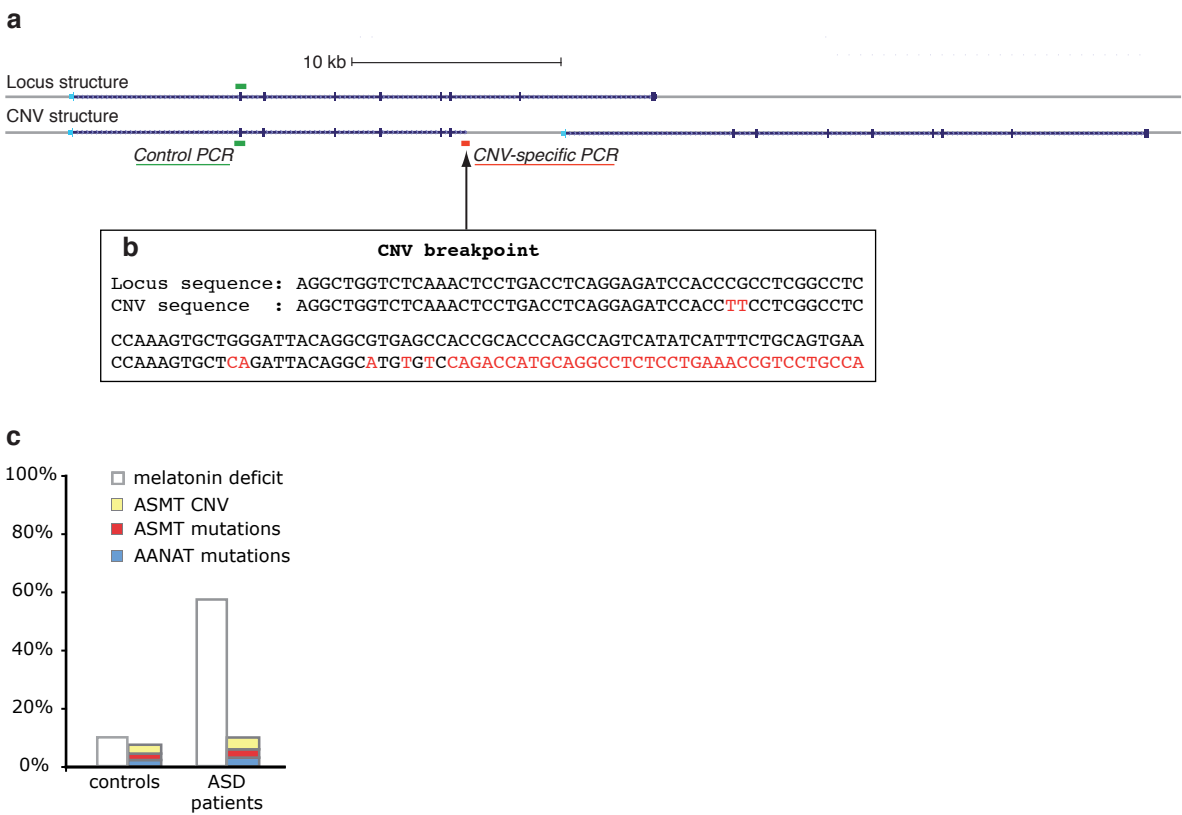 a
10 kb
Locus structure
CNV structure
Control PCR
CNV-specific PCR
b
CNV breakpoint
Locus sequence: AGGCTGGTCTCAAACTCCTGACCTCAGGAGATCCACCCGCCTCGGCCTC
CNV sequence : AGGCTGGTCTCAAACTCCTGACCTCAGGAGATCCACCTTCCTCGGCCTC
CCAAAGTGCTGGGATTACAGGCGTGAGCCACCGCACCCAGCCAGTCATATCATTTCTGCAGTGAA
CCAAAGTGCTCAGATTACAGGCATGTGTCCAGACCATGCAGGCCTCTCCTGAAACCGTCCTGCCA
c
100%
80%
60%
40%
20%
0%
melatonin deficit
ASMT CNV
ASMT mutations
AANAT mutations
controls
ASD
patients